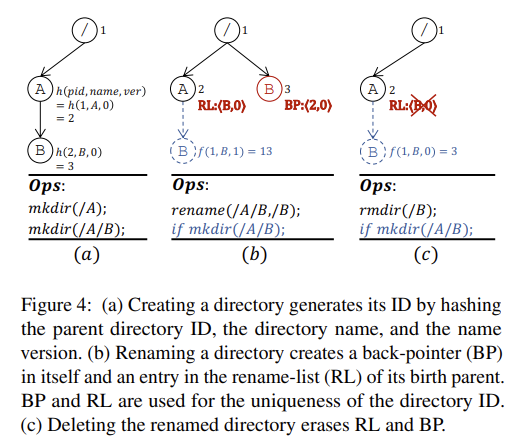 / 1
A h(pid, name, ver)
= h(1, A, 0)
= 2
B h(2, B, 0)
= 3
Ops:
mkdir(/A);
mkdir(/A/B);
(a)
/ 1
A 2
RL:⟨B,0⟩
B 3
BP:⟨2,0⟩
B f(1, B, 1) = 13
Ops:
rename(/A/B,/B);
if mkdir(/A/B);
(b)
/ 1
A 2
RL:⟨B,0⟩
B f(1, B, 0) = 3
Ops:
rmdir(/B);
if mkdir(/A/B);
(c)
Figure 4: (a) Creating a directory generates its ID by hashing
the parent directory ID, the directory name, and the name
version. (b) Renaming a directory creates a back-pointer (BP)
in itself and an entry in the rename-list (RL) of its birth parent.
BP and RL are used for the uniqueness of the directory ID.
(c) Deleting the renamed directory erases RL and BP.